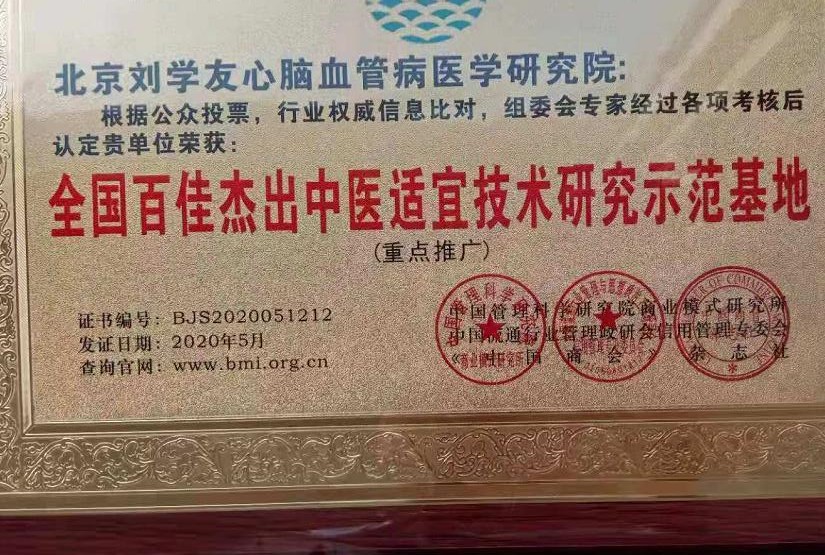 北京刘学友心脑血管病医学研究院:
根据公众投票，行业权威信息比对，组委会专家经过各项考核后
认定贵单位荣获:
全国百佳杰出中医适宜技术研究示范基地
(重点推广)
证书编号: BJS2020051212
发证日期: 2020年5月
查询官网: www.bmi.org.cn
中国管理科学研究院商业模式研究所
中国流通行业管理政研会信用管理专委会
《中国商会》杂志社